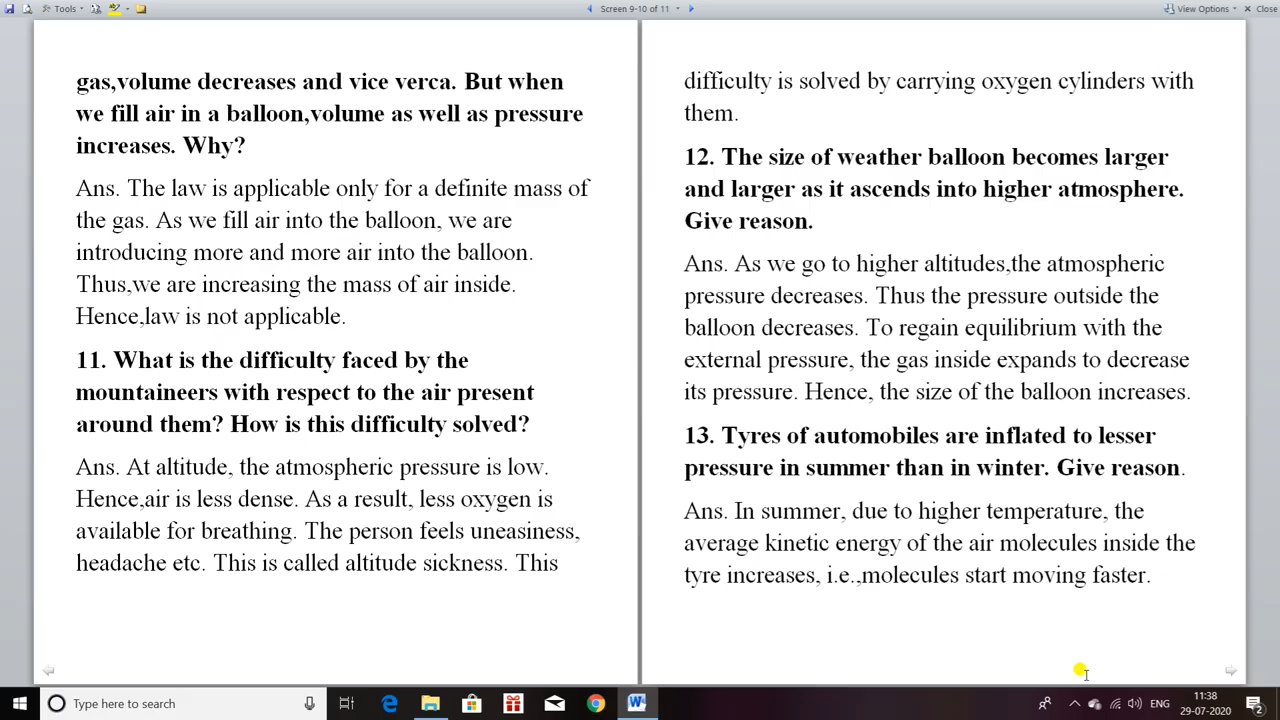 Tools
Screen 9-10 of 11
View Options
Close
gas,volume decreases and vice verca. But when
we fill air in a balloon,volume as well as pressure
increases. Why?
Ans. The law is applicable only for a definite mass of
the gas. As we fill air into the balloon, we are
introducing more and more air into the balloon.
Thus,we are increasing the mass of air inside.
Hence,law is not applicable.
11. What is the difficulty faced by the
mountaineers with respect to the air present
around them? How is this difficulty solved?
Ans. At altitude, the atmospheric pressure is low.
Hence,air is less dense. As a result, less oxygen is
available for breathing. The person feels uneasiness,
headache etc. This is called altitude sickness. This
difficulty is solved by carrying oxygen cylinders with
them.
12. The size of weather balloon becomes larger
and larger as it ascends into higher atmosphere.
Give reason.
Ans. As we go to higher altitudes,the atmospheric
pressure decreases. Thus the pressure outside the
balloon decreases. To regain equilibrium with the
external pressure, the gas inside expands to decrease
its pressure. Hence, the size of the balloon increases.
13. Tyres of automobiles are inflated to lesser
pressure in summer than in winter. Give reason.
Ans. In summer, due to higher temperature, the
average kinetic energy of the air molecules inside the
tyre increases, i.e.,molecules start moving faster.
Type here to search
ENG
11:38
29-07-2020
2